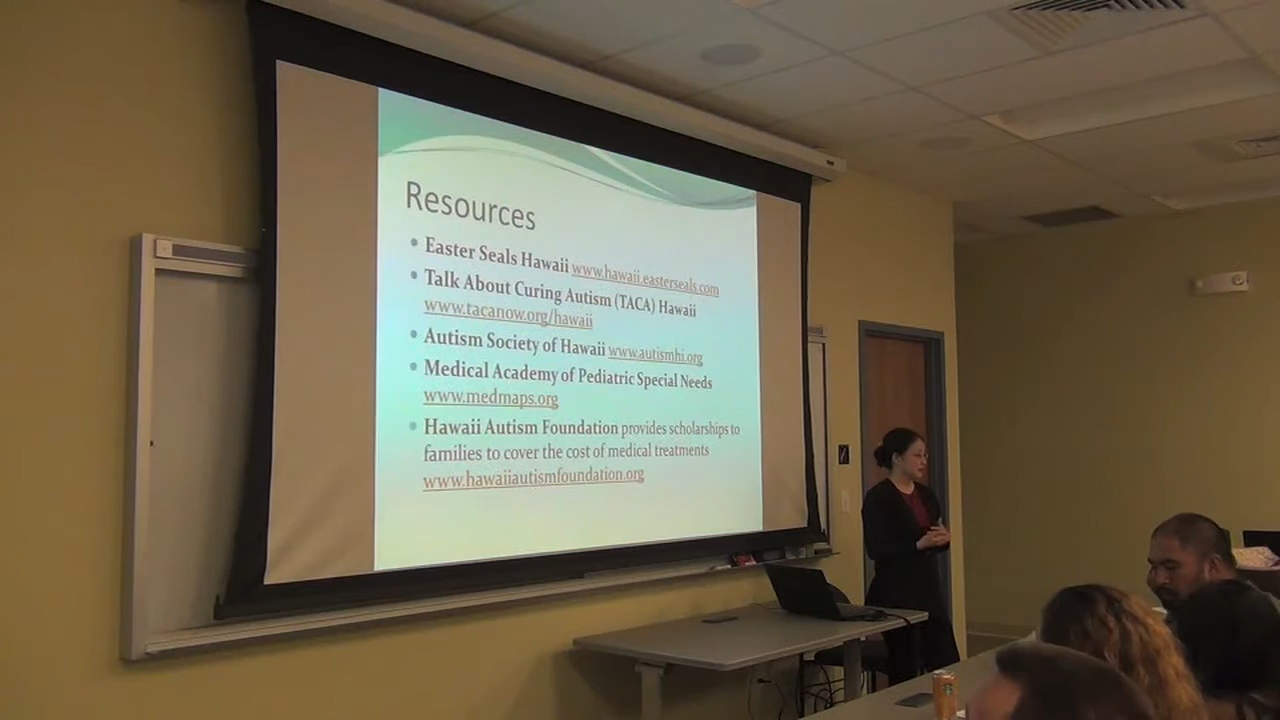 Resources
Easter Seals Hawaii www.hawaii.easterseals.com
Talk About Curing Autism (TACA) Hawaii
www.tacanow.org/hawaii
Autism Society of Hawaii www.autismhi.org
Medical Academy of Pediatric Special Needs
www.medmaps.org
Hawaii Autism Foundation provides scholarships to
families to cover the cost of medical treatments
www.hawaiiautismfoundation.org